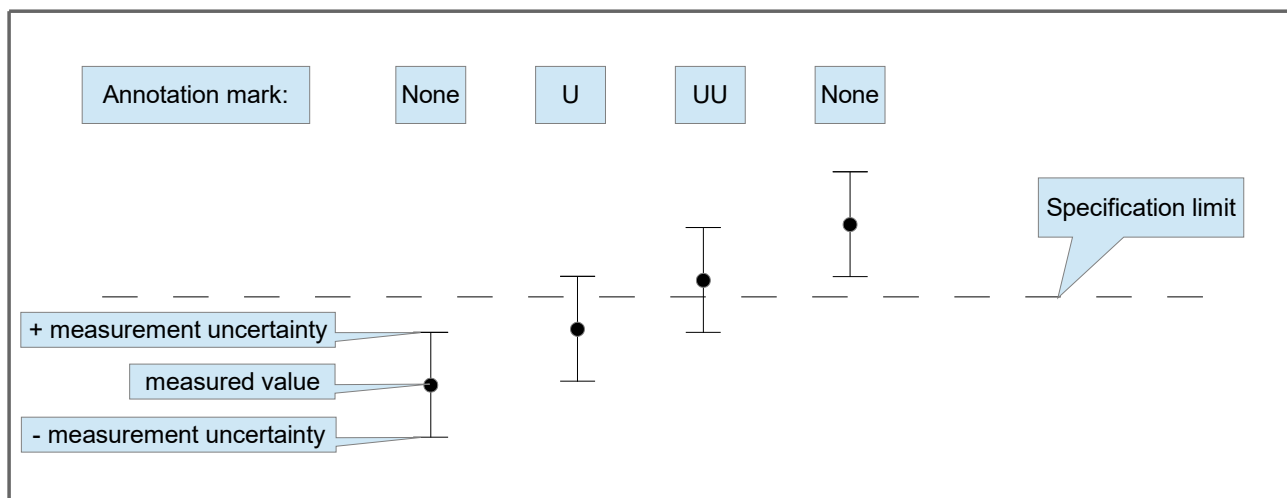 Annotation mark:
None
U
UU
None
Specification limit
+ measurement uncertainty
measured value
- measurement uncertainty